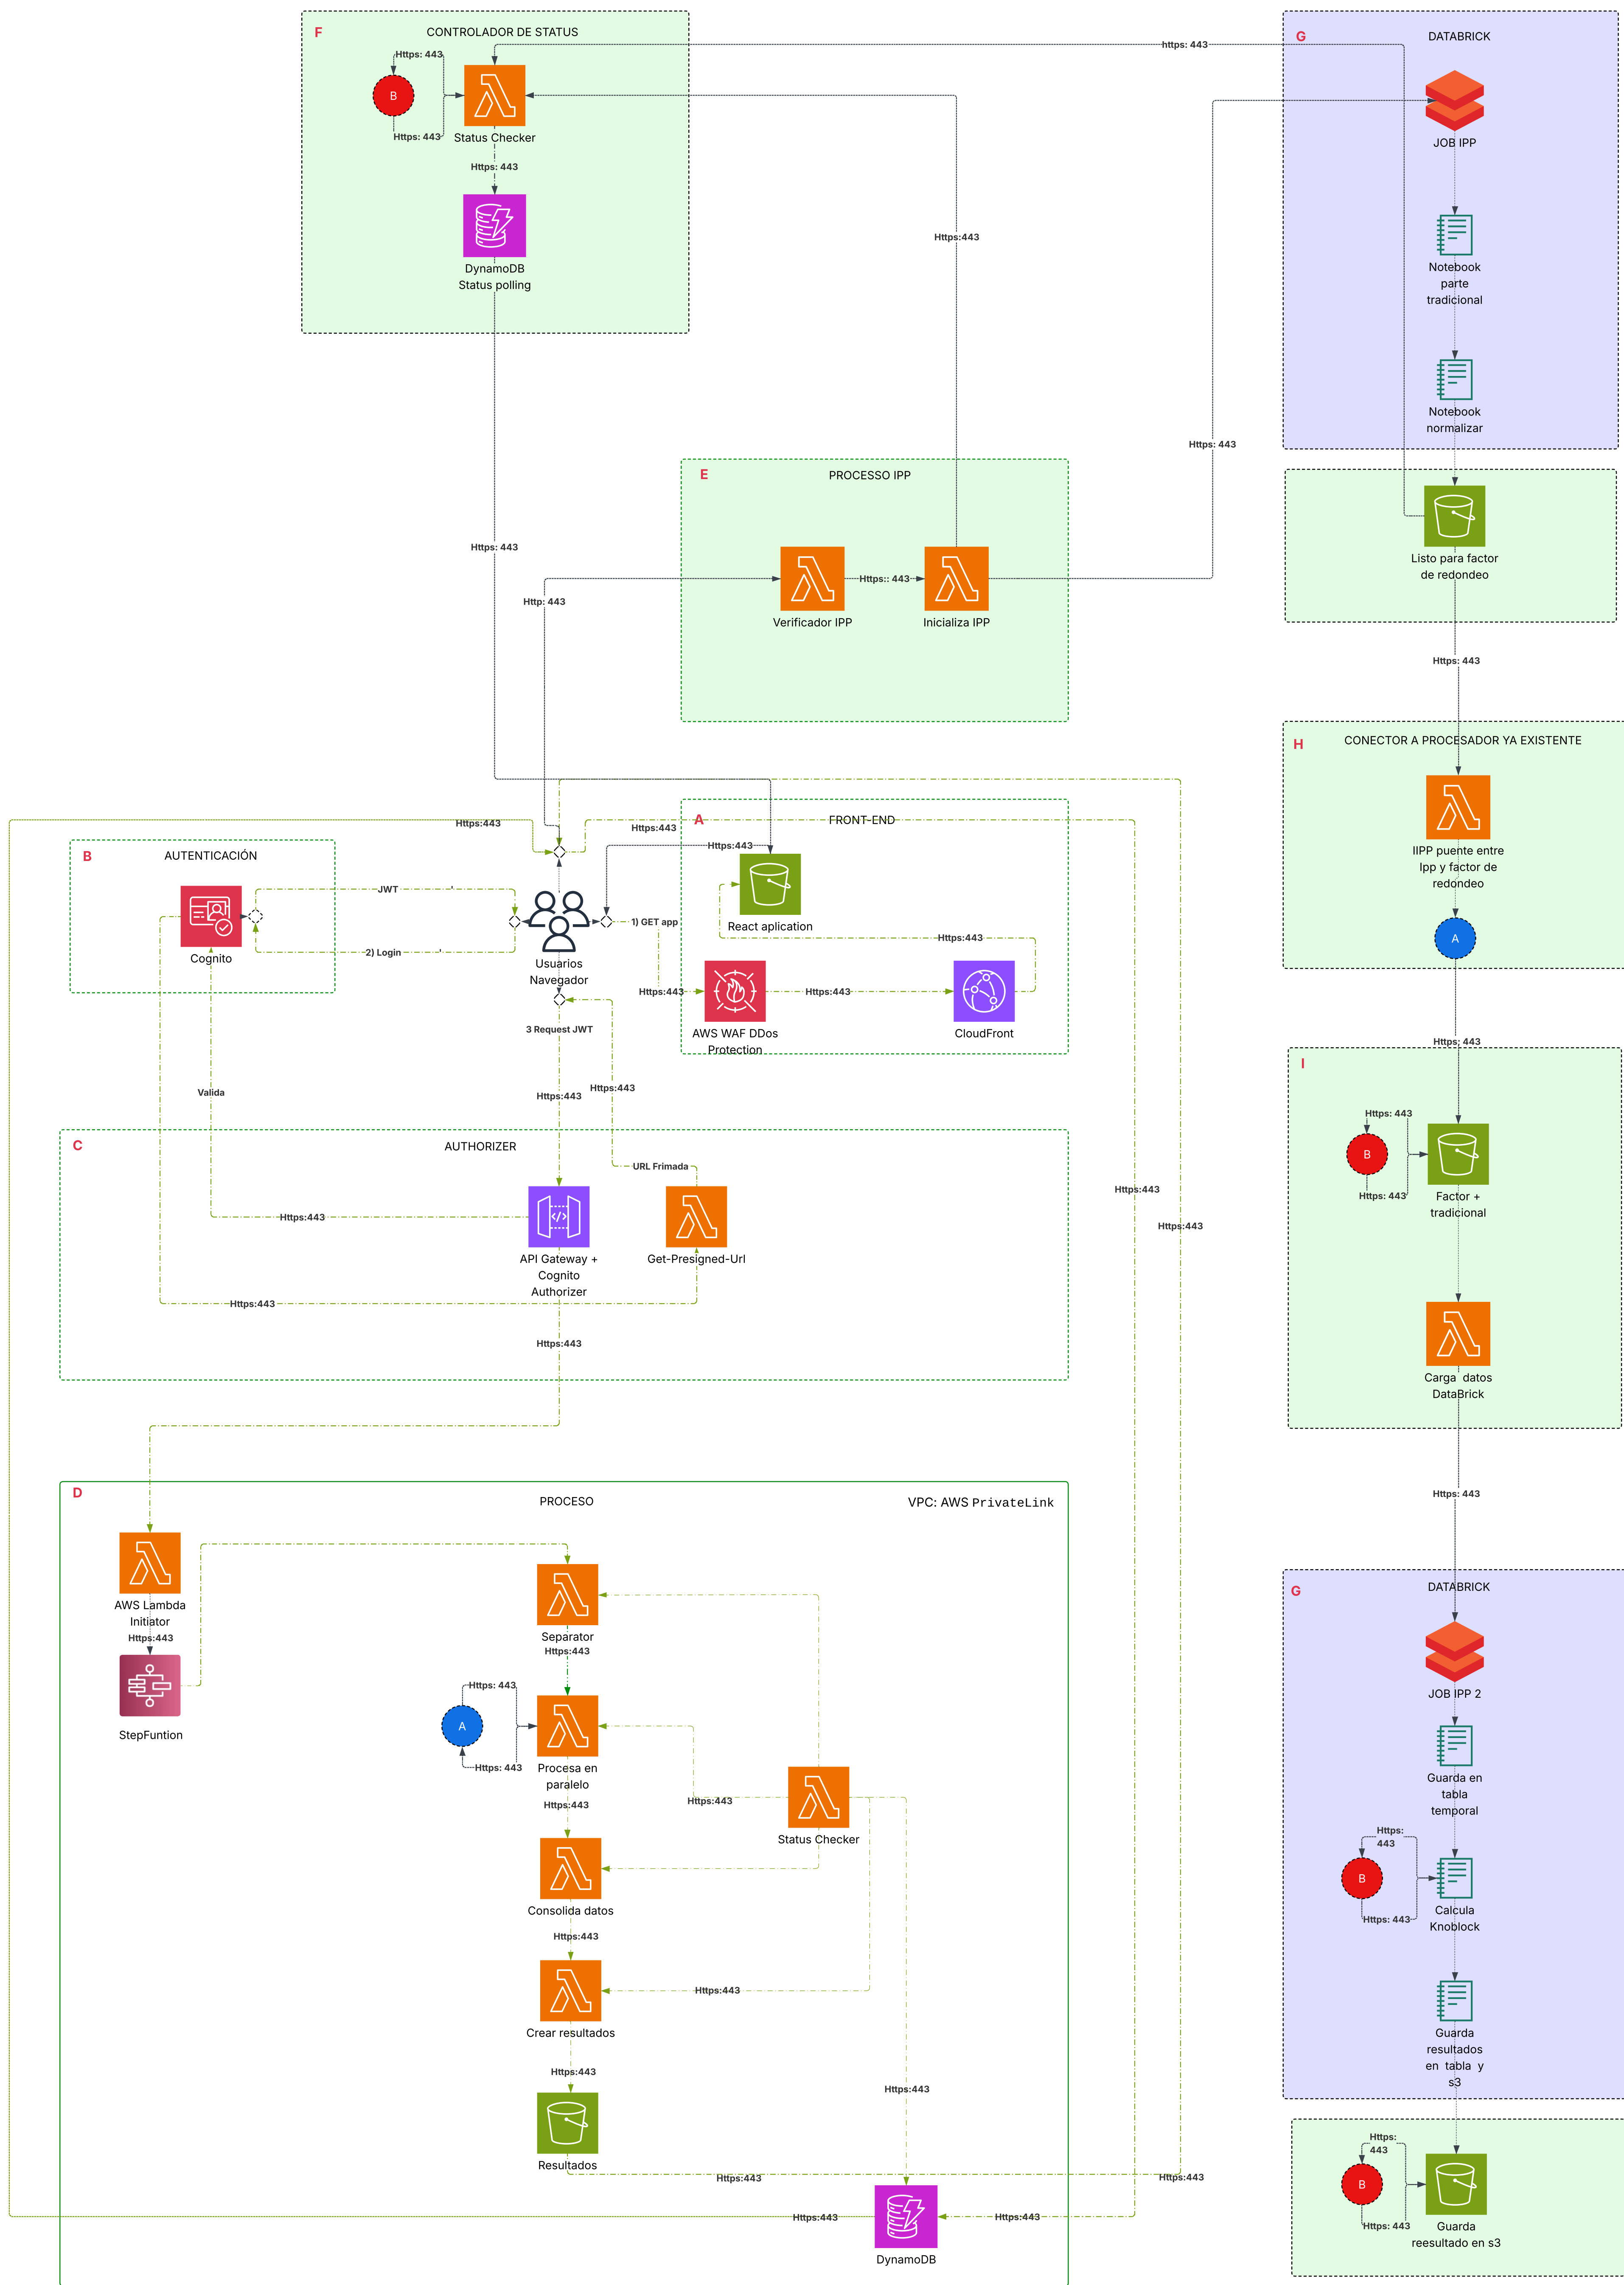 F
CONTROLADOR DE STATUS
Https: 443
B
Https: 443
Status Checker
Https: 443
DynamoDB
Status polling
https: 443
G
DATABRICK
JOB IPP
Notebook
parte
tradicional
Notebook
normalizar
Https:443
Https: 443
E
PROCESSO IPP
Verificador IPP
Https:: 443
Inicializa IPP
Https: 443
Http: 443
Listo para factor
de redondeo
Https: 443
H
CONECTOR A PROCESADOR YA EXISTENTE
IIPP puente entre
Ipp y factor de
redondeo
A
Https: 443
B
AUTENTICACIÓN
Cognito
JWT
'
2) Login
'
Https:443
Usuarios
Navegador
Https:443
A
FRONT-END
Https:443
React aplication
1) GET app
Https:443
Https:443
AWS WAF DDos
Protection
Https:443
CloudFront
3 Request JWT
Https:443
Https:443
Valida
C
AUTHORIZER
URL Frimada
Https:443
API Gateway +
Cognito
Authorizer
Get-Presigned-Url
Https:443
Https:443
Https:443
Https:443
I
Https: 443
B
Https: 443
Factor +
tradicional
Carga datos
DataBrick
Https: 443
D
PROCESO
VPC: AWS PrivateLink
AWS Lambda
Initiator
Https:443
StepFuntion
Separator
Https:443
Https: 443
A
Https: 443
Procesa en
paralelo
Https:443
Https:443
Status Checker
Consolida datos
Https:443
Https:443
Crear resultados
Https:443
Https:443
Resultados
Https:443
Https:443
Https:443
Https:443
DynamoDB
G
DATABRICK
JOB IPP 2
Guarda en
tabla
temporal
Https:
443
B
Https: 443
Calcula
Knoblock
Guarda
resultados
en tabla y
s3
Https:
443
B
Https: 443
Guarda
reesultado en s3